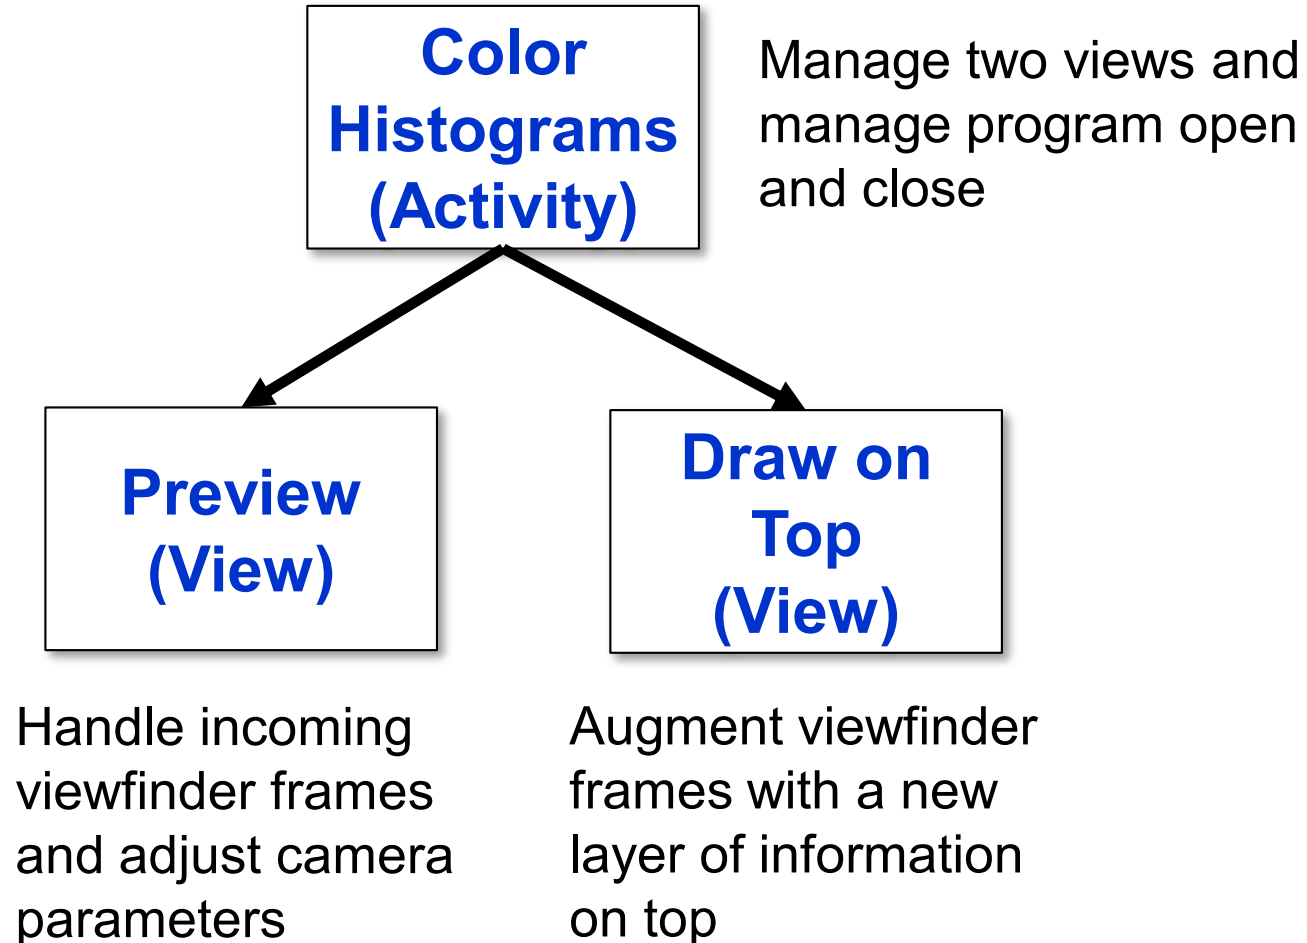 Color
Histograms
(Activity)
Manage two views and
manage program open
and close
Preview
(View)
Draw on
Top
(View)
Handle incoming
viewfinder frames
and adjust camera
parameters
Augment viewfinder
frames with a new
layer of information
on top